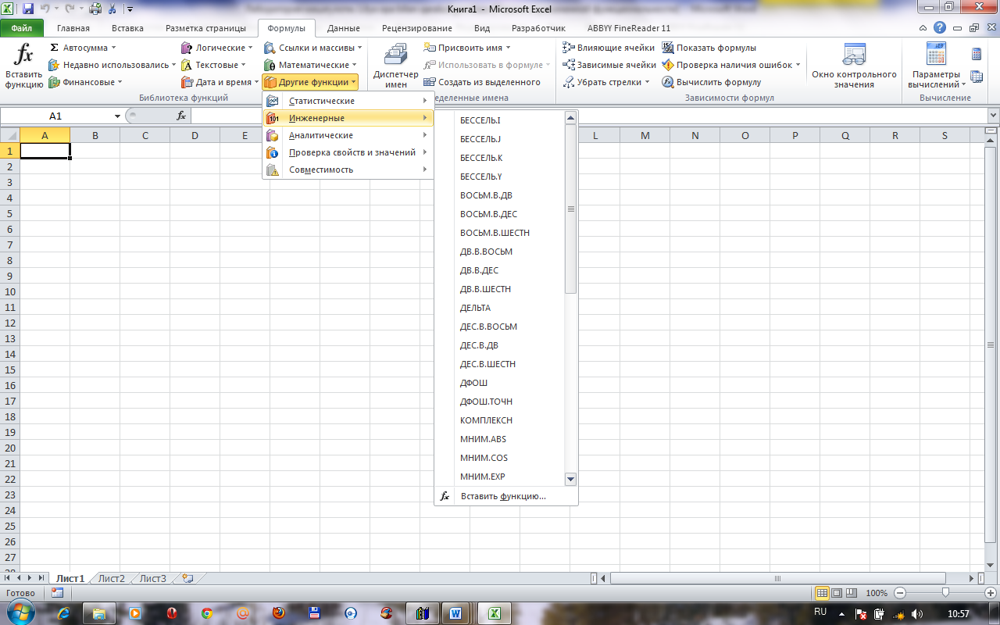 Книга1 - Microsoft Excel
Файл Главная Вставка Разметка страницы Формулы Данные Рецензирование Вид Разработчик ABBYY FineReader 11
fx Вставить функцию
Σ Автосумма
Недавно использовались
Финансовые
Логические
Текстовые
Дата и время
Ссылки и массивы
Математические
Другие функции
Библиотека функций
Диспетчер имен
Присвоить имя
Использовать в формуле
Создать из выделенного
еделенные имена
Влияющие ячейки
Зависимые ячейки
Убрать стрелки
Показать формулы
Проверка наличия ошибок
Вычислить формулу
Зависимости формул
Окно контрольного значения
Параметры вычислений
Вычисление
A1 fx
Статистические
Инженерные
Аналитические
Проверка свойств и значений
Совместимость
БЕССЕЛЬ.I
БЕССЕЛЬ.J
БЕССЕЛЬ.K
БЕССЕЛЬ.Y
ВОСЬМ.В.ДВ
ВОСЬМ.В.ДЕС
ВОСЬМ.В.ШЕСТН
ДВ.В.ВОСЬМ
ДВ.В.ДЕС
ДВ.В.ШЕСТН
ДЕЛЬТА
ДЕС.В.ВОСЬМ
ДЕС.В.ДВ
ДЕС.В.ШЕСТН
ДФОШ
ДФОШ.ТОЧН
КОМПЛЕКСН
МНИМ.ABS
МНИМ.COS
МНИМ.EXP
fx Вставить функцию...
A B C D E L M N O P Q R S
1
2
3
4
5
6
7
8
9
10
11
12
13
14
15
16
17
18
19
20
21
22
23
24
25
26
27
Лист1 Лист2 Лист3
Готово 100%
RU 10:57